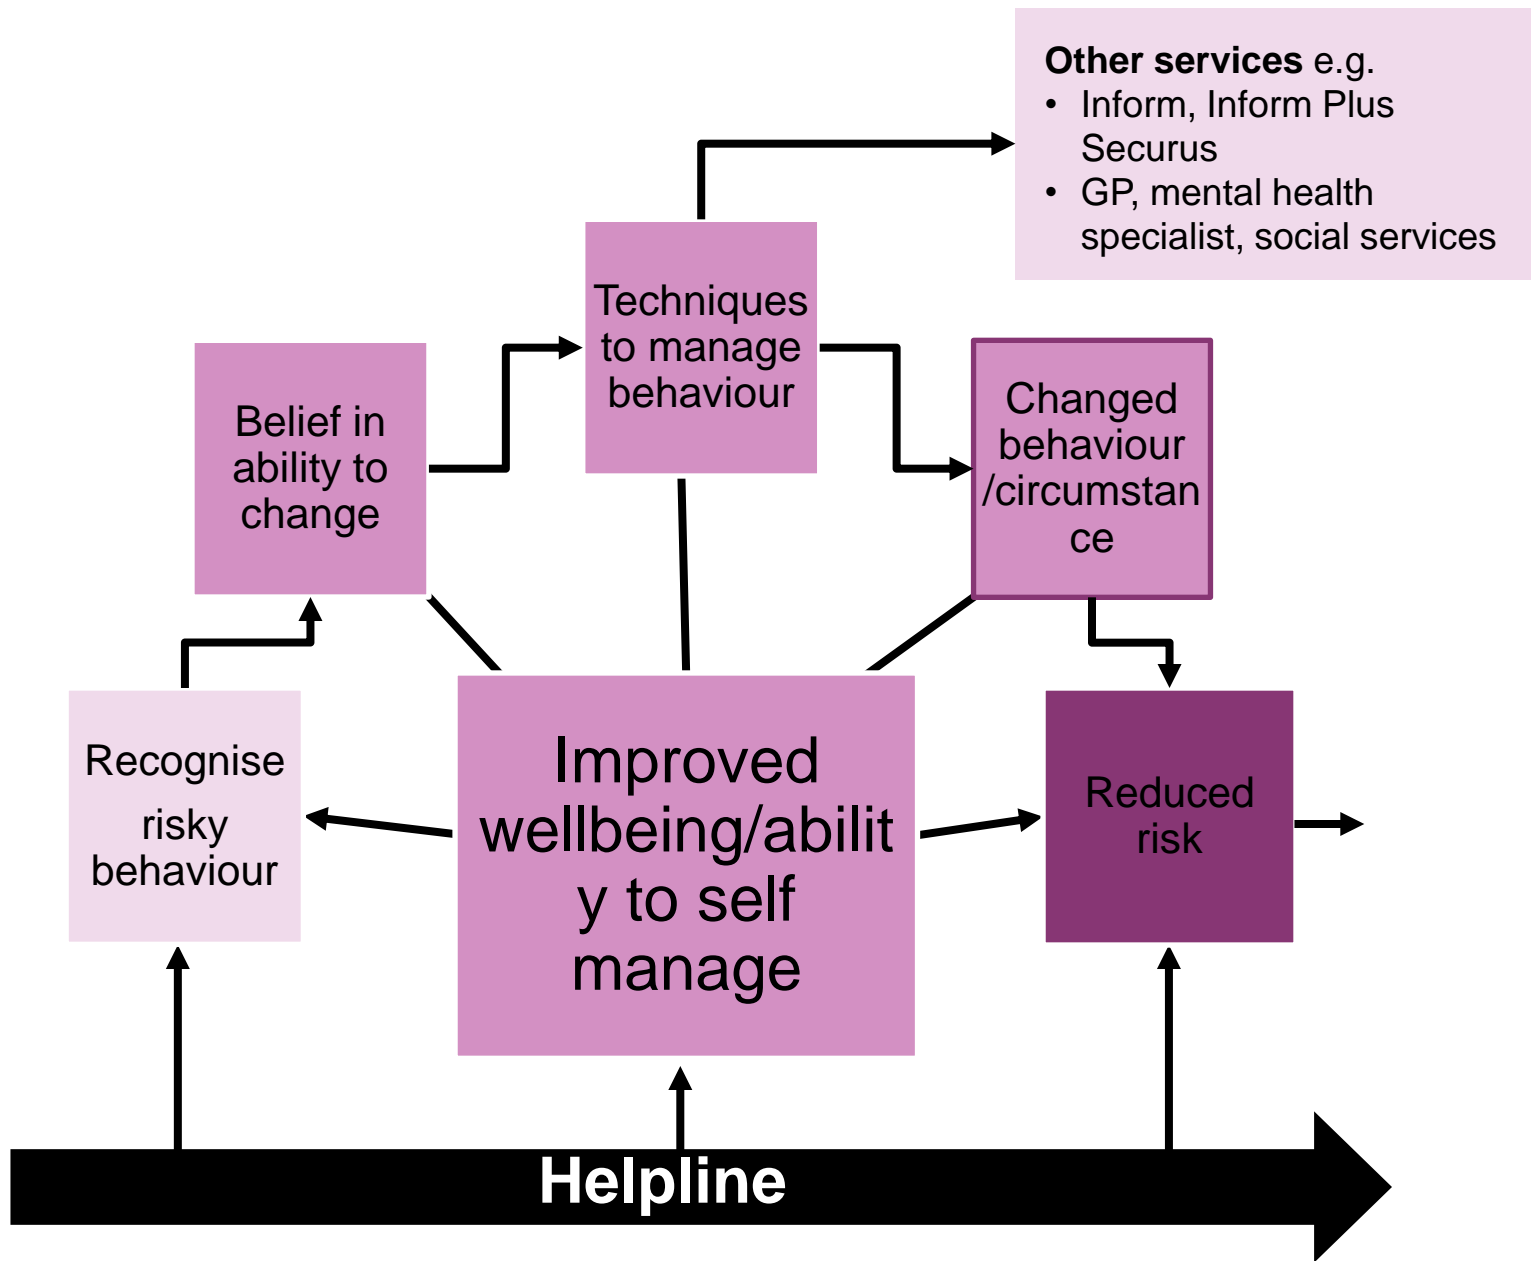 Other services e.g.
• Inform, Inform Plus
Securus
• GP, mental health
specialist, social services
Techniques
to manage
behaviour
Belief in
ability to
change
Changed
behaviour
/circumstan
ce
Recognise
risky
behaviour
Improved
wellbeing/abilit
y to self
manage
Reduced
risk
Helpline